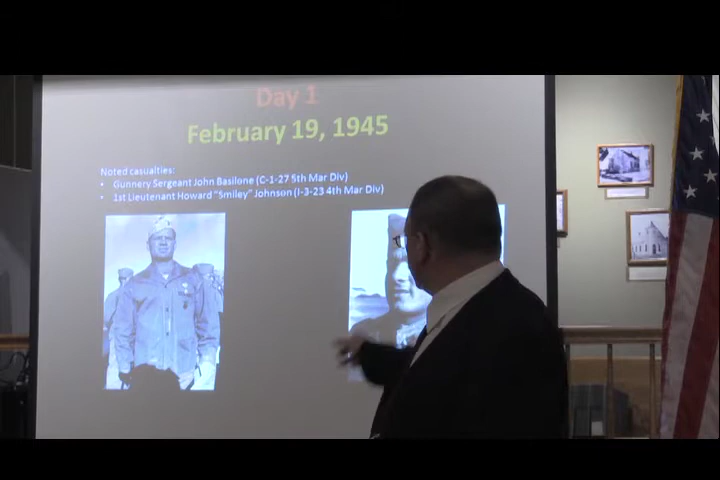 Day 1
February 19, 1945
Noted casualties:
• Gunnery Sergeant John Basilone (C-1-27 5th Mar Div)
• 1st Lieutenant Howard "Smiley" Johnson (I-3-23 4th Mar Div)